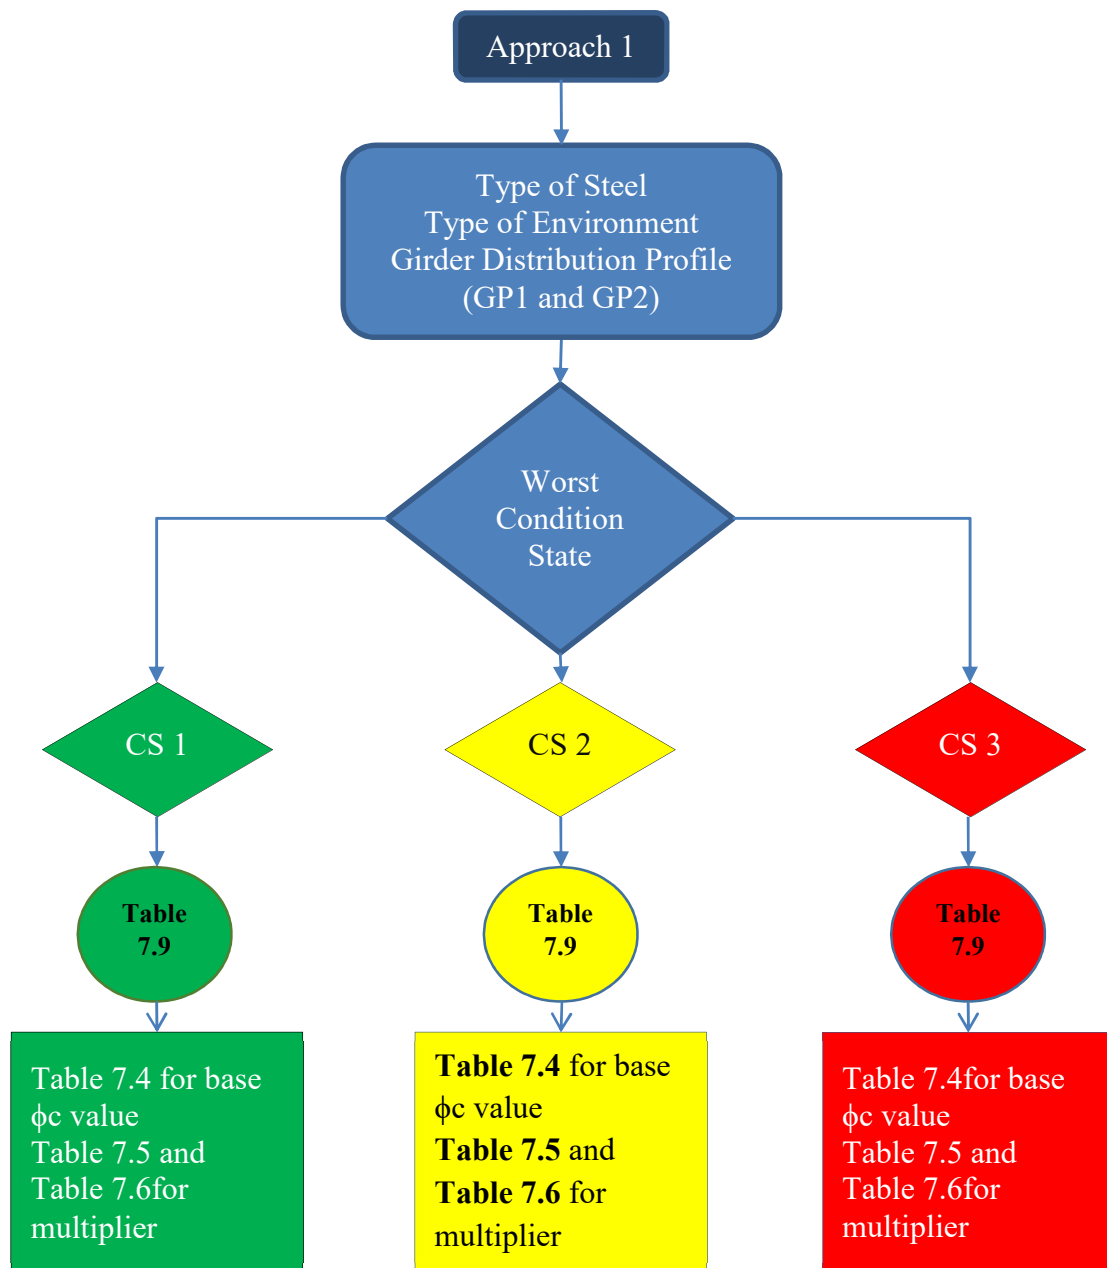 Approach 1
Type of Steel
Type of Environment
Girder Distribution Profile
(GP1 and GP2)
Worst
Condition
State
CS 1
CS 2
CS 3
Table
7.9
Table
7.9
Table
7.9
Table 7.4 for base
ϕc value
Table 7.5 and
Table 7.6for
multiplier
Table 7.4 for base
ϕc value
Table 7.5 and
Table 7.6 for
multiplier
Table 7.4for base
ϕc value
Table 7.5 and
Table 7.6for
multiplier